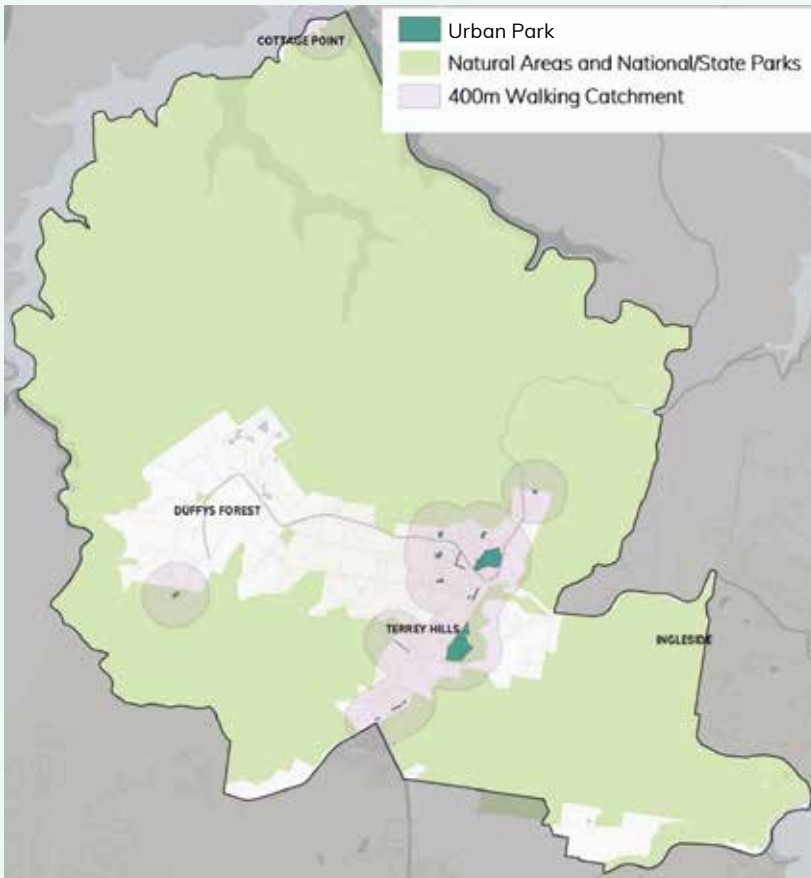 COTTAGE POINT
Urban Park
Natural Areas and National/State Parks
400m Walking Catchment
DUFFYS FOREST
TERREY HILLS
INGLESIDE